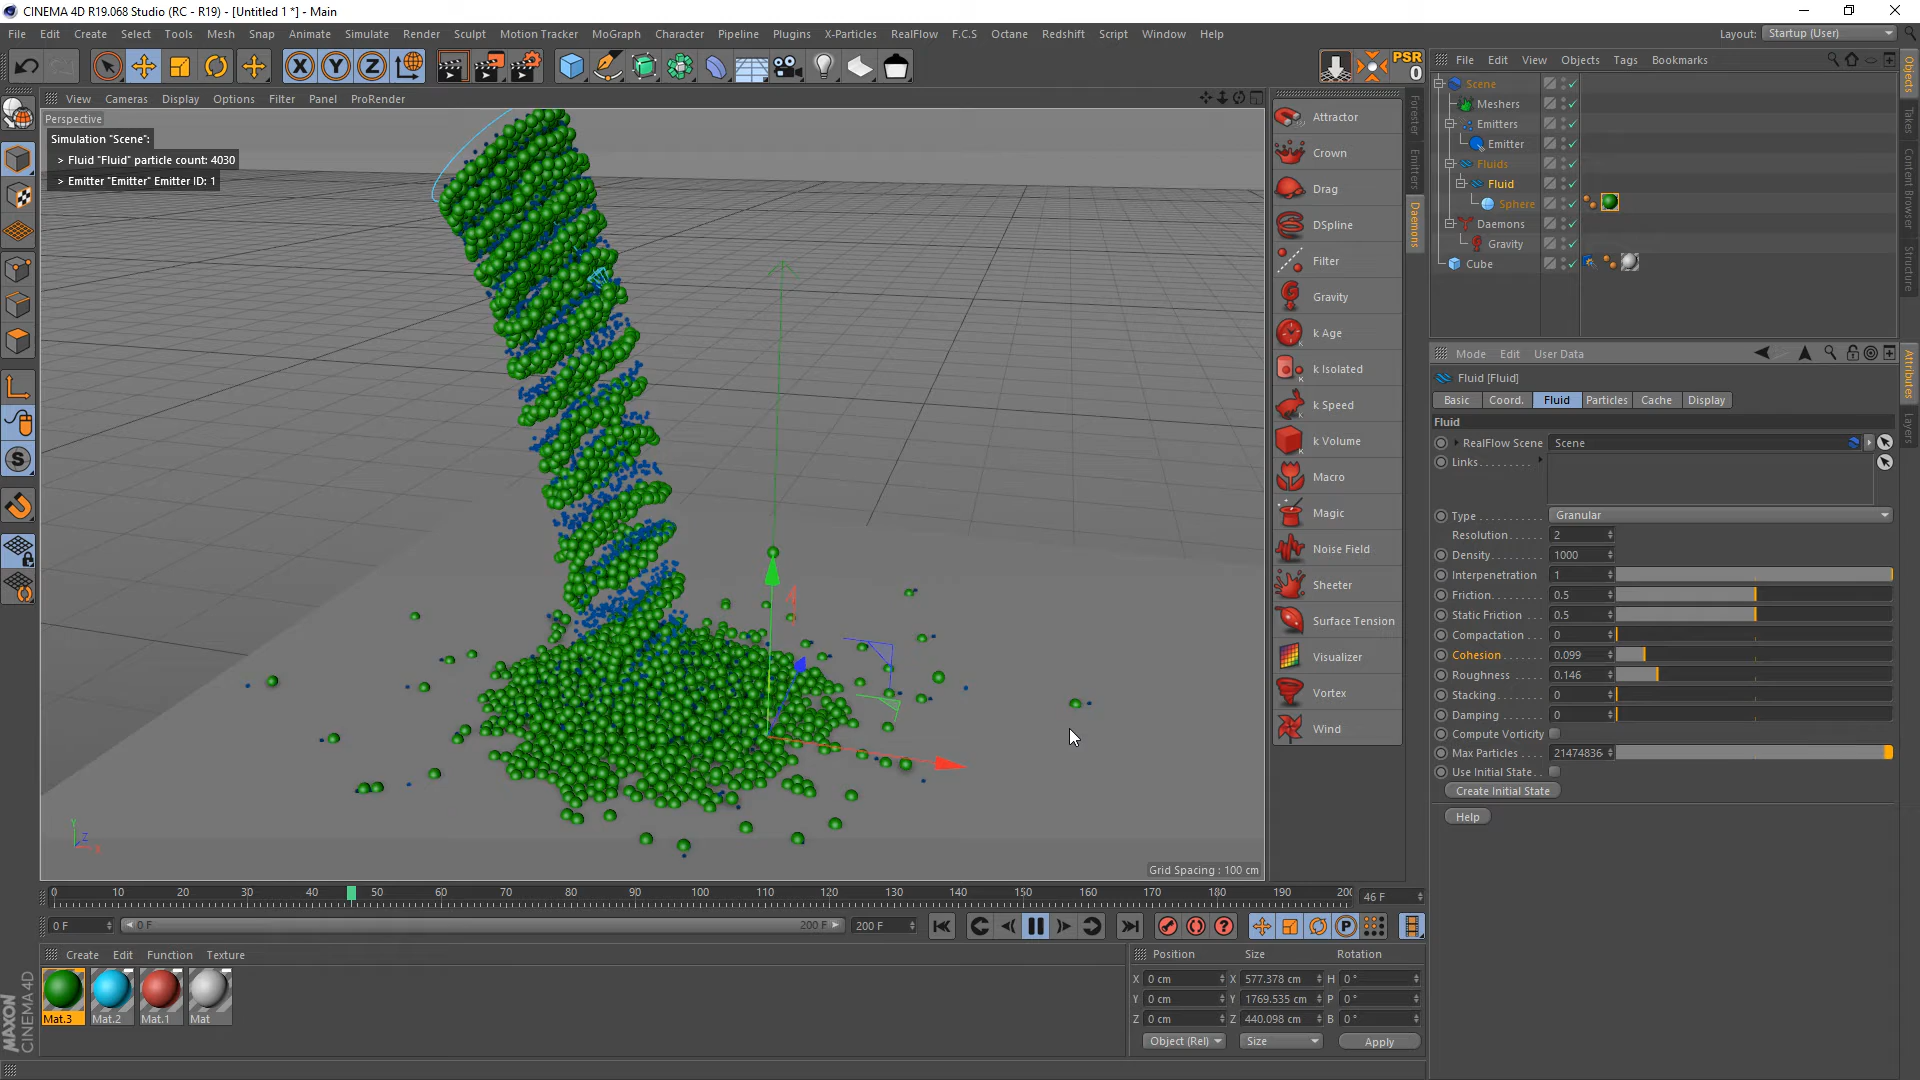 CINEMA 4D R19.068 Studio (RC - R19) - [Untitled 1 *] - Main
File Edit Create Select Tools Mesh Snap Animate Simulate Render Sculpt Motion Tracker MoGraph Character Pipeline Plugins X-Particles RealFlow F.C.S Octane Redshift Script Window Help
Layout: Startup (User)
X Y Z
PSR
0
File Edit View Objects Tags Bookmarks
View Cameras Display Options Filter Panel ProRender
Perspective
Simulation "Scene":
> Fluid "Fluid" particle count: 4030
> Emitter "Emitter" Emitter ID: 1
Grid Spacing : 100 cm
Y
Z
X
S
Attractor
Crown
Drag
DSpline
Filter
Gravity
k Age
k Isolated
k Speed
k Volume
Macro
Magic
Noise Field
Sheeter
Surface Tension
Visualizer
Vortex
Wind
Forester
Emitters
Daemons
Scene
Meshers
Emitters
Emitter
Fluids
Fluid
Sphere
Daemons
Gravity
Cube
Objects
Takes
Content Browser
Structure
Attributes
Layers
Mode Edit User Data
Fluid [Fluid]
Basic Coord. Fluid Particles Cache Display
Fluid
RealFlow Scene Scene
Links. . . . . . . . .
Type . . . . . . . . . . Granular
Resolution. . . . . . 2
Density. . . . . . . . . 1000
Interpenetration 1
Friction. . . . . . . . . 0.5
Static Friction . . . 0.5
Compactation . . 0
Cohesion . . . . . . . 0.099
Roughness . . . . . 0.146
Stacking. . . . . . . . 0
Damping. . . . . . . 0
Compute Vorticity
Max Particles . . . . 21474836
Use Initial State. .
Create Initial State
Help
0 10 20 30 40 50 60 70 80 90 100 110 120 130 140 150 160 170 180 190 200
46 F
0 F 0 F 200 F 200 F
P
Create Edit Function Texture
Mat.3 Mat.2 Mat.1 Mat
MAXON
CINEMA 4D
Position Size Rotation
X 0 cm X 577.378 cm H 0 °
Y 0 cm Y 1769.535 cm P 0 °
Z 0 cm Z 440.098 cm B 0 °
Object (Rel) Size Apply